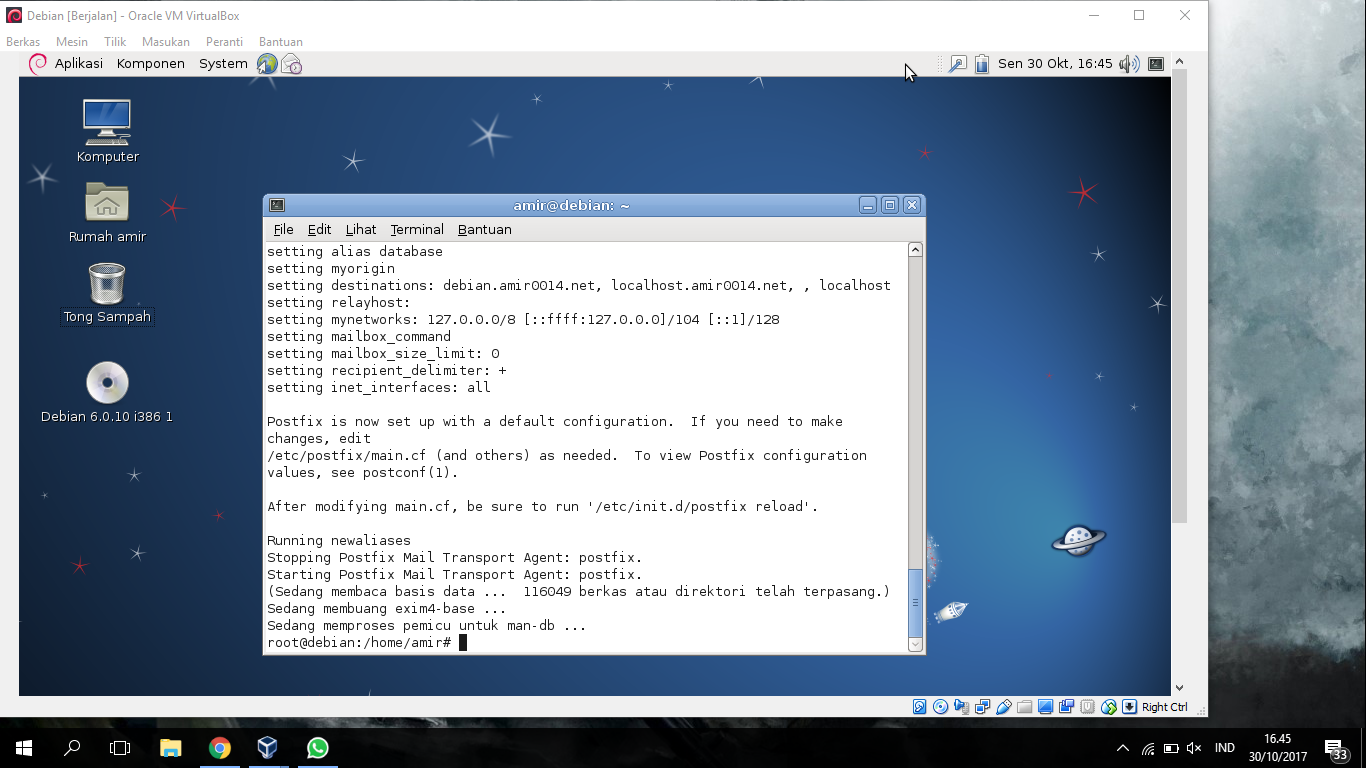 Debian [Berjalan] - Oracle VM VirtualBox
Berkas Mesin Tilik Masukan Peranti Bantuan
Aplikasi Komponen System Sen 30 Okt, 16:45
Komputer
Rumah amir
Tong Sampah
Debian 6.0.10 i386 1
amir@debian: ~
File Edit Lihat Terminal Bantuan
setting alias database
setting myorigin
setting destinations: debian.amir0014.net, localhost.amir0014.net, , localhost
setting relayhost:
setting mynetworks: 127.0.0.0/8 [::ffff:127.0.0.0]/104 [::1]/128
setting mailbox_command
setting mailbox_size_limit: 0
setting recipient_delimiter: +
setting inet_interfaces: all
Postfix is now set up with a default configuration.  If you need to make
changes, edit
/etc/postfix/main.cf (and others) as needed.  To view Postfix configuration
values, see postconf(1).
After modifying main.cf, be sure to run '/etc/init.d/postfix reload'.
Running newaliases
Stopping Postfix Mail Transport Agent: postfix.
Starting Postfix Mail Transport Agent: postfix.
(Sedang membaca basis data ...  116049 berkas atau direktori telah terpasang.)
Sedang membuang exim4-base ...
Sedang memproses pemicu untuk man-db ...
root@debian:/home/amir#
Right Ctrl
IND
16.45
30/10/2017
33